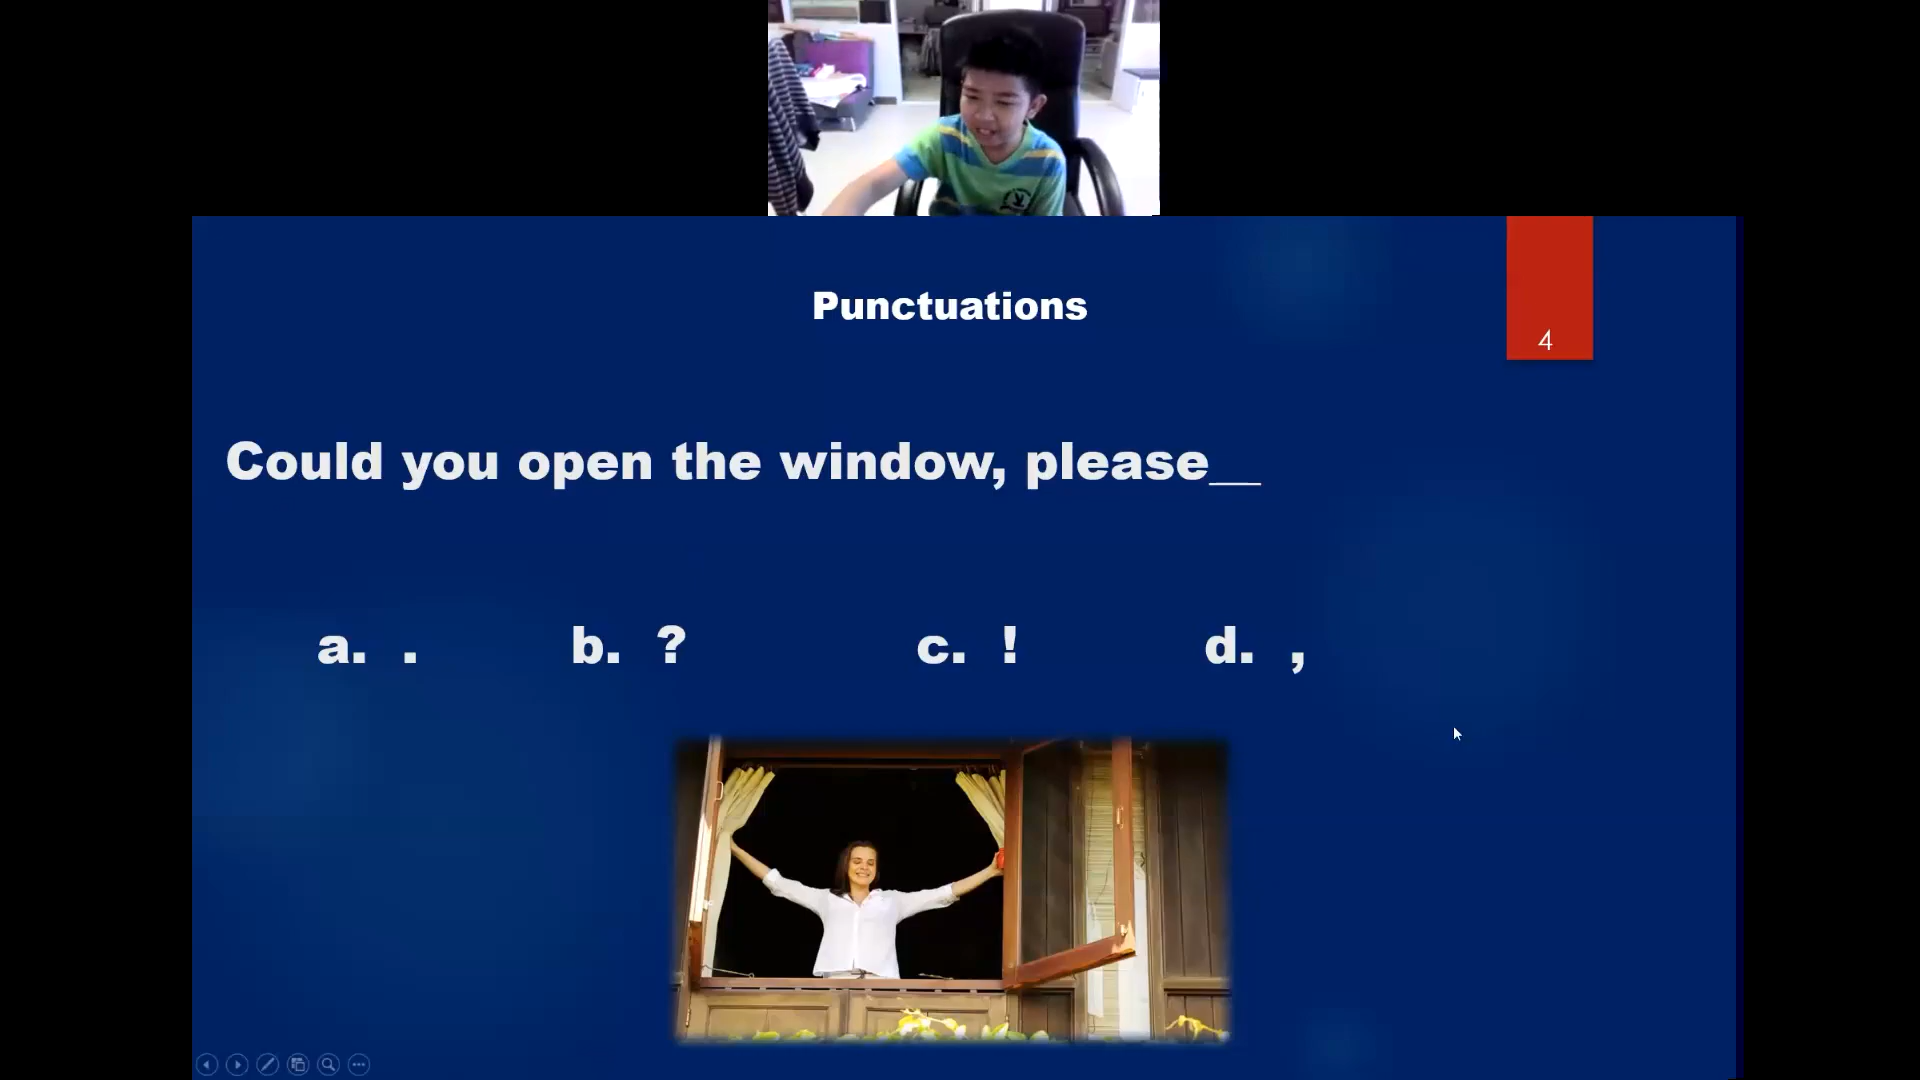 Punctuations
4
Could you open the window, please__
a. . b. ? c. ! d. ,